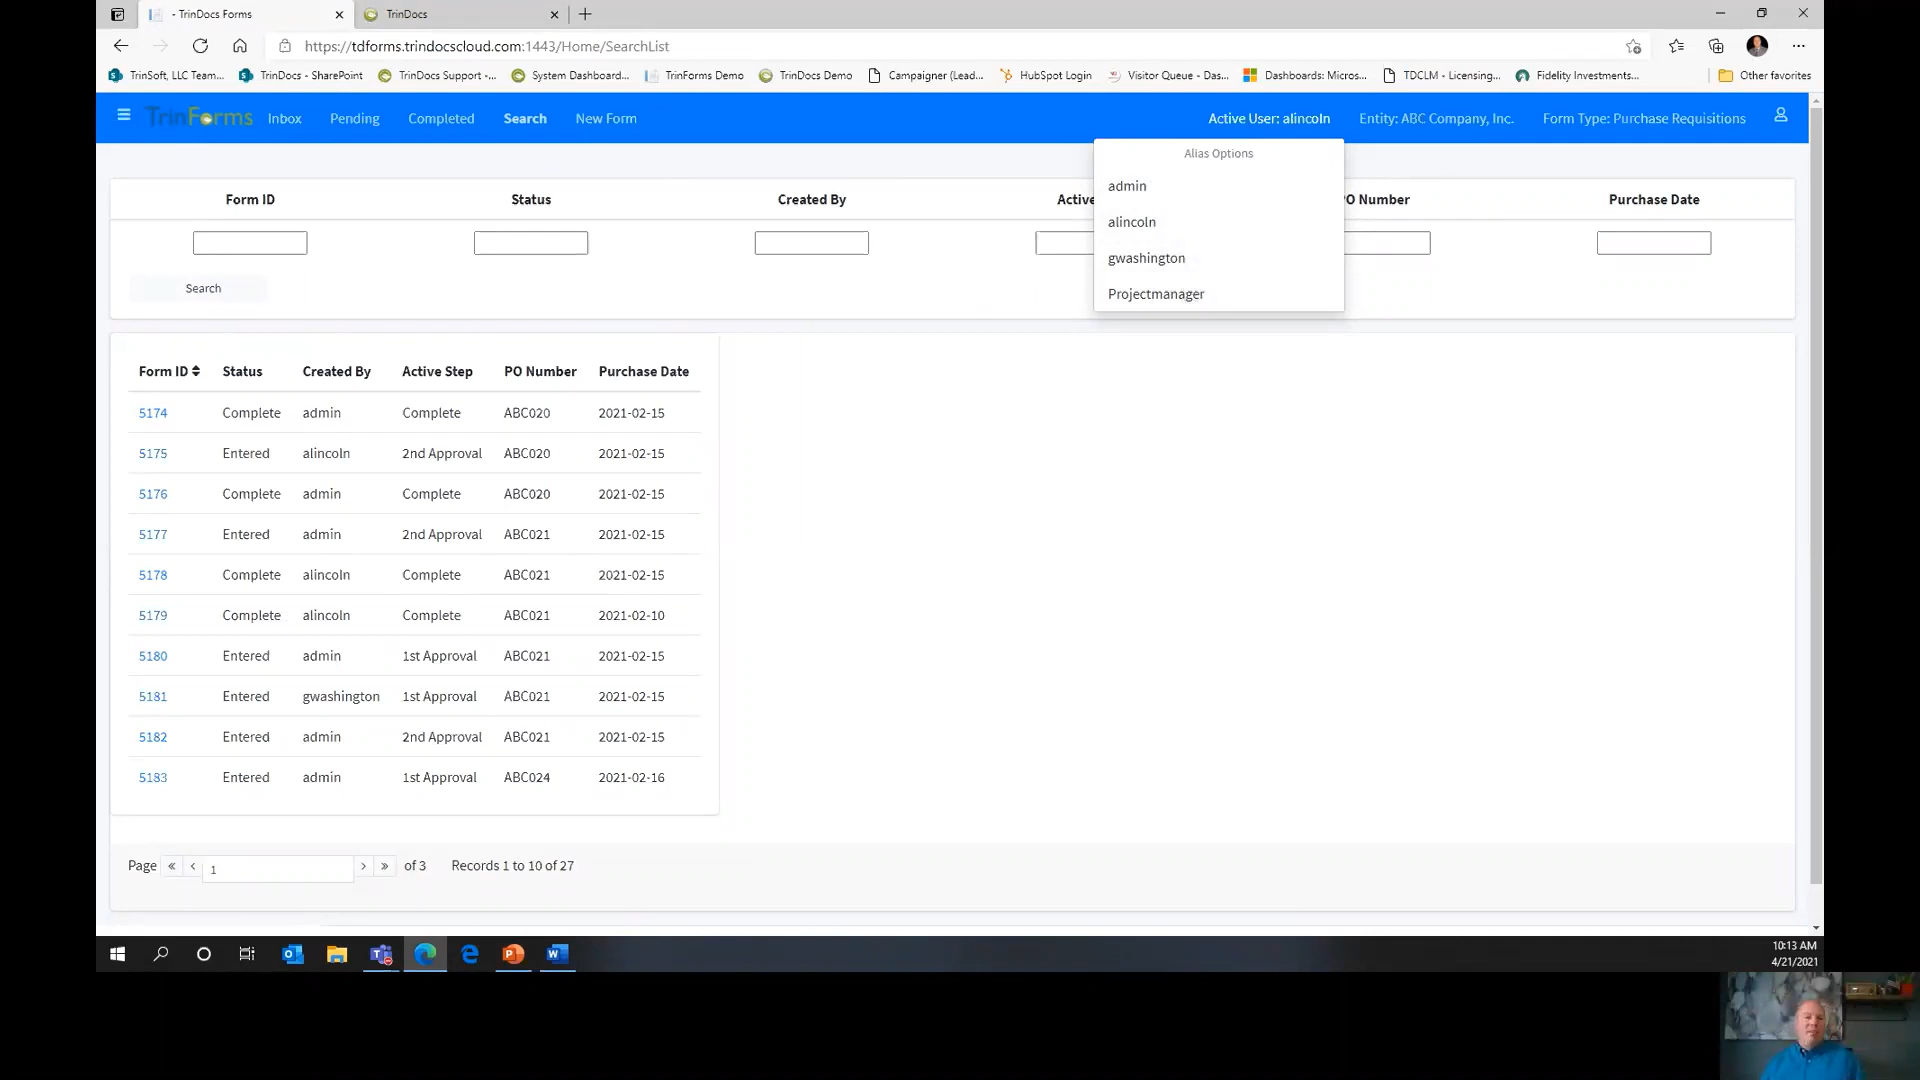 - TrinDocs Forms
TrinDocs
https://tdforms.trindocscloud.com:1443/Home/SearchList
TrinSoft, LLC Team...
TrinDocs - SharePoint
TrinDocs Support -...
System Dashboard...
TrinForms Demo
TrinDocs Demo
Campaigner (Lead...
HubSpot Login
Visitor Queue - Das...
Dashboards: Micros...
TDCLM - Licensing...
Fidelity Investments...
Other favorites
TrinForms
Inbox
Pending
Completed
Search
New Form
Active User: alincoln
Entity: ABC Company, Inc.
Form Type: Purchase Requisitions
Alias Options
admin
alincoln
gwashington
Projectmanager
Form ID Status Created By Active O Number Purchase Date
Search
Form ID Status Created By Active Step PO Number Purchase Date
5174 Complete admin Complete ABC020 2021-02-15
5175 Entered alincoln 2nd Approval ABC020 2021-02-15
5176 Complete admin Complete ABC020 2021-02-15
5177 Entered admin 2nd Approval ABC021 2021-02-15
5178 Complete alincoln Complete ABC021 2021-02-15
5179 Complete alincoln Complete ABC021 2021-02-10
5180 Entered admin 1st Approval ABC021 2021-02-15
5181 Entered gwashington 1st Approval ABC021 2021-02-15
5182 Entered admin 2nd Approval ABC021 2021-02-15
5183 Entered admin 1st Approval ABC024 2021-02-16
Page « ‹ 1 › » of 3 Records 1 to 10 of 27
10:13 AM
4/21/2021